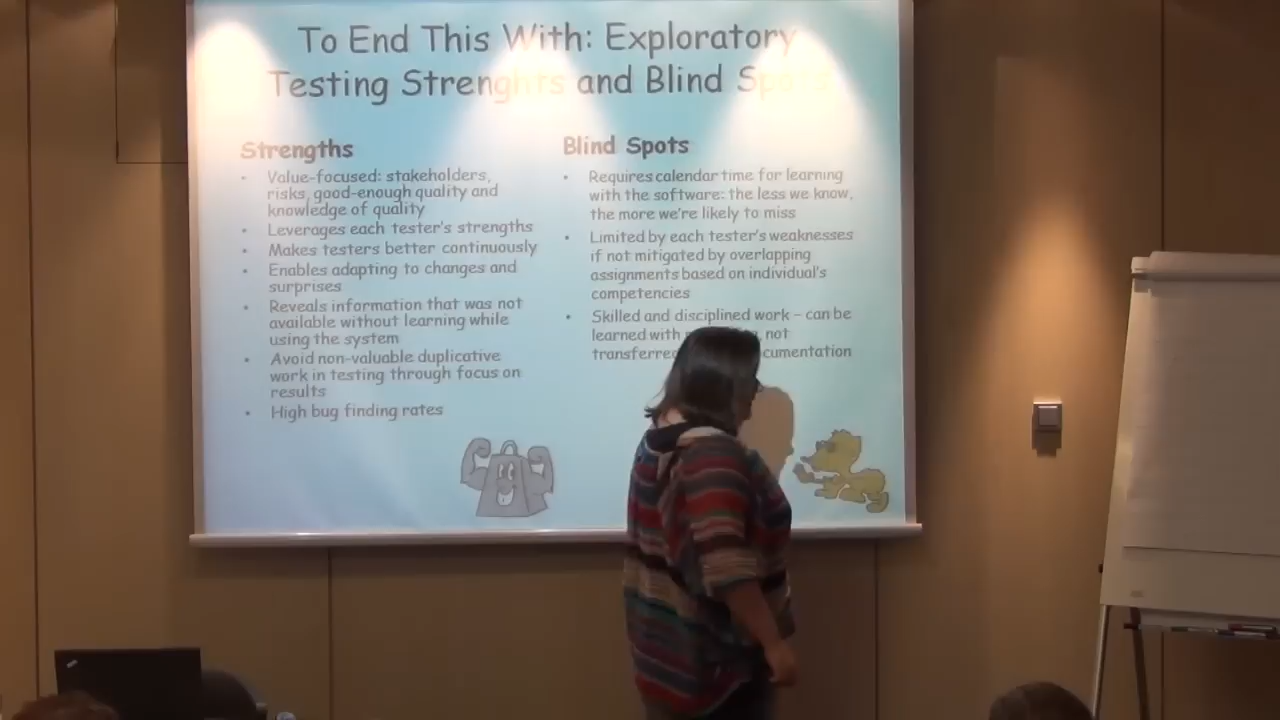 To End This With: Exploratory
Testing Strenghts and Blind Spots
Strengths
• Value-focused: stakeholders,
risks, good-enough quality and
knowledge of quality
• Leverages each tester's strengths
• Makes testers better continuously
• Enables adapting to changes and
surprises
• Reveals information that was not
available without learning while
using the system
• Avoid non-valuable duplicative
work in testing through focus on
results
• High bug finding rates
Blind Spots
• Requires calendar time for learning
with the software: the less we know,
the more we're likely to miss
• Limited by each tester's weaknesses
if not mitigated by overlapping
assignments based on individual's
competencies
• Skilled and disciplined work – can be
learned with not
transferred cumentation